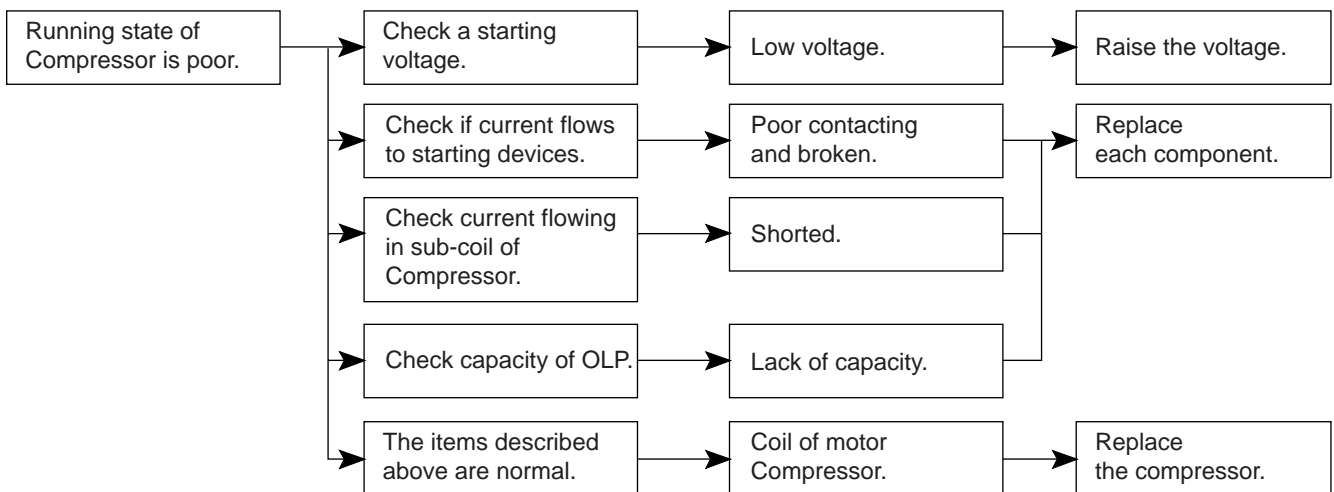 Running state of
Compressor is poor.
Check a starting
voltage.
Low voltage.
Raise the voltage.
Check if current flows
to starting devices.
Poor contacting
and broken.
Replace
each component.
Check current flowing
in sub-coil of
Compressor.
Shorted.
Check capacity of OLP.
Lack of capacity.
The items described
above are normal.
Coil of motor
Compressor.
Replace
the compressor.